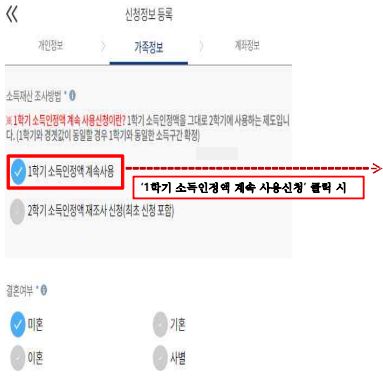 《 신청정보 등록
개인정보 〉 가족정보 〉 계좌정보
소득재산 조사방법 *
※ 1학기 소득인정액 계속 사용신청이란? 1학기 소득인정액을 그대로 2학기에 사용하는 제도입니
다. (1학기와 경곗값이 동일할 경우 1학기와 동일한 소득구간 확정)
1학기 소득인정액 계속사용
'1학기 소득인정액 계속 사용신청' 클릭 시
2학기 소득인정액 재조사 신청(최초 신청 포함)
결혼여부 *
미혼 기혼
이혼 사별